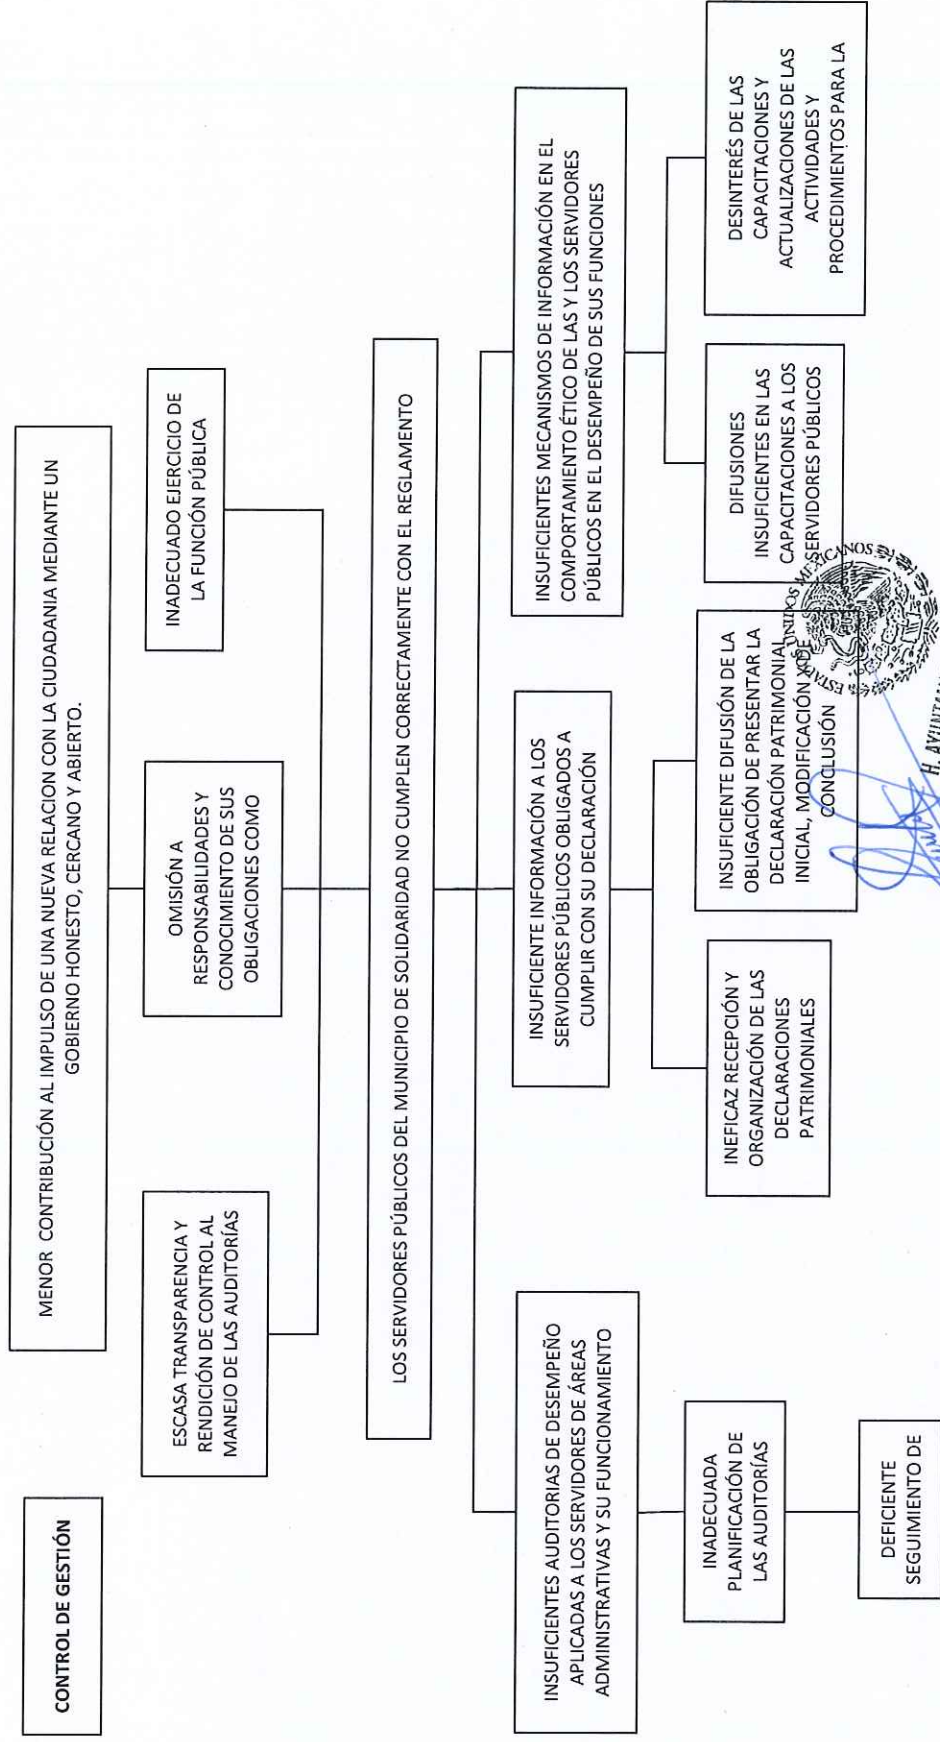 CONTROL DE GESTIÓN
MENOR CONTRIBUCIÓN AL IMPULSO DE UNA NUEVA RELACION CON LA CIUDADANIA MEDIANTE UN
GOBIERNO HONESTO, CERCANO Y ABIERTO.
ESCASA TRANSPARENCIA Y
RENDICIÓN DE CONTROL AL
MANEJO DE LAS AUDITORÍAS
OMISIÓN A
RESPONSABILIDADES Y
CONOCIMIENTO DE SUS
OBLIGACIONES COMO
INADECUADO EJERCICIO DE
LA FUNCIÓN PÚBLICA
LOS SERVIDORES PÚBLICOS DEL MUNICIPIO DE SOLIDARIDAD NO CUMPLEN CORRECTAMENTE CON EL REGLAMENTO
INSUFICIENTES AUDITORIAS DE DESEMPEÑO
APLICADAS A LOS SERVIDORES DE ÁREAS
ADMINISTRATIVAS Y SU FUNCIONAMIENTO
INSUFICIENTE INFORMACIÓN A LOS
SERVIDORES PÚBLICOS OBLIGADOS A
CUMPLIR CON SU DECLARACIÓN
INSUFICIENTES MECANISMOS DE INFORMACIÓN EN EL
COMPORTAMIENTO ÉTICO DE LAS Y LOS SERVIDORES
PÚBLICOS EN EL DESEMPEÑO DE SUS FUNCIONES
INADECUADA
PLANIFICACIÓN DE
LAS AUDITORÍAS
INEFICAZ RECEPCIÓN Y
ORGANIZACIÓN DE LAS
DECLARACIONES
PATRIMONIALES
INSUFICIENTE DIFUSIÓN DE LA
OBLIGACIÓN DE PRESENTAR LA
DECLARACIÓN PATRIMONIAL
INICIAL, MODIFICACIÓN Y DE
CONCLUSIÓN
DIFUSIONES
INSUFICIENTES EN LAS
CAPACITACIONES A LOS
SERVIDORES PÚBLICOS
DESINTERÉS DE LAS
CAPACITACIONES Y
ACTUALIZACIONES DE LAS
ACTIVIDADES Y
PROCEDIMIENTOS PARA LA
DEFICIENTE
SEGUIMIENTO DE
ESTADOS UNIDOS MEXICANOS